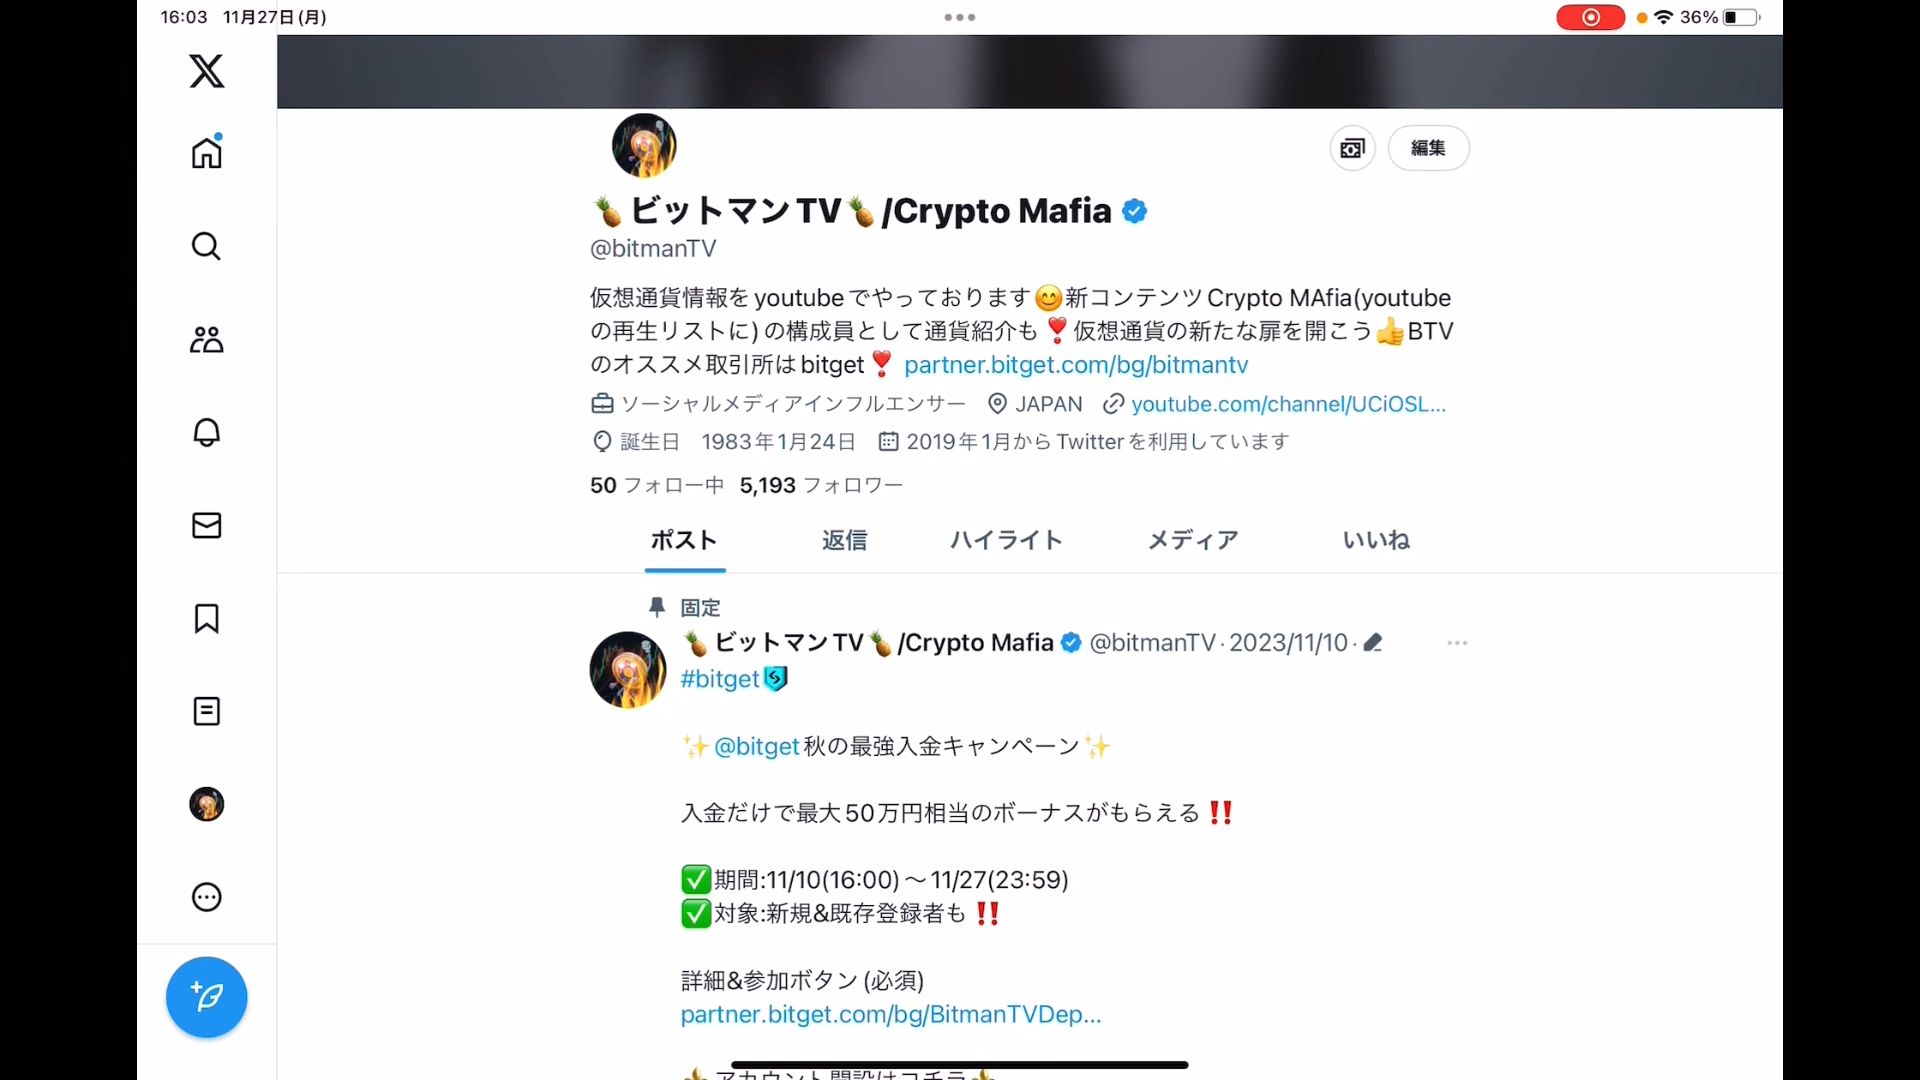 16:03 11月27日(月)
36%
編集
🍍ビットマンTV🍍/Crypto Mafia
@bitmanTV
仮想通貨情報をyoutubeでやっております😊新コンテンツCrypto MAfia(youtube
の再生リストに)の構成員として通貨紹介も❣️仮想通貨の新たな扉を開こう👍BTV
のオススメ取引所はbitget❣️ partner.bitget.com/bg/bitmantv
ソーシャルメディアインフルエンサー JAPAN youtube.com/channel/UCiOSL...
誕生日 1983年1月24日 2019年1月からTwitterを利用しています
50 フォロー中 5,193 フォロワー
ポスト 返信 ハイライト メディア いいね
固定
🍍ビットマンTV🍍/Crypto Mafia @bitmanTV · 2023/11/10 ·
#bitget
✨@bitget秋の最強入金キャンペーン✨
入金だけで最大50万円相当のボーナスがもらえる‼️
✅期間:11/10(16:00)〜11/27(23:59)
✅対象:新規&既存登録者も‼️
詳細&参加ボタン(必須)
partner.bitget.com/bg/BitmanTVDep...
アカウント開設はコチラ